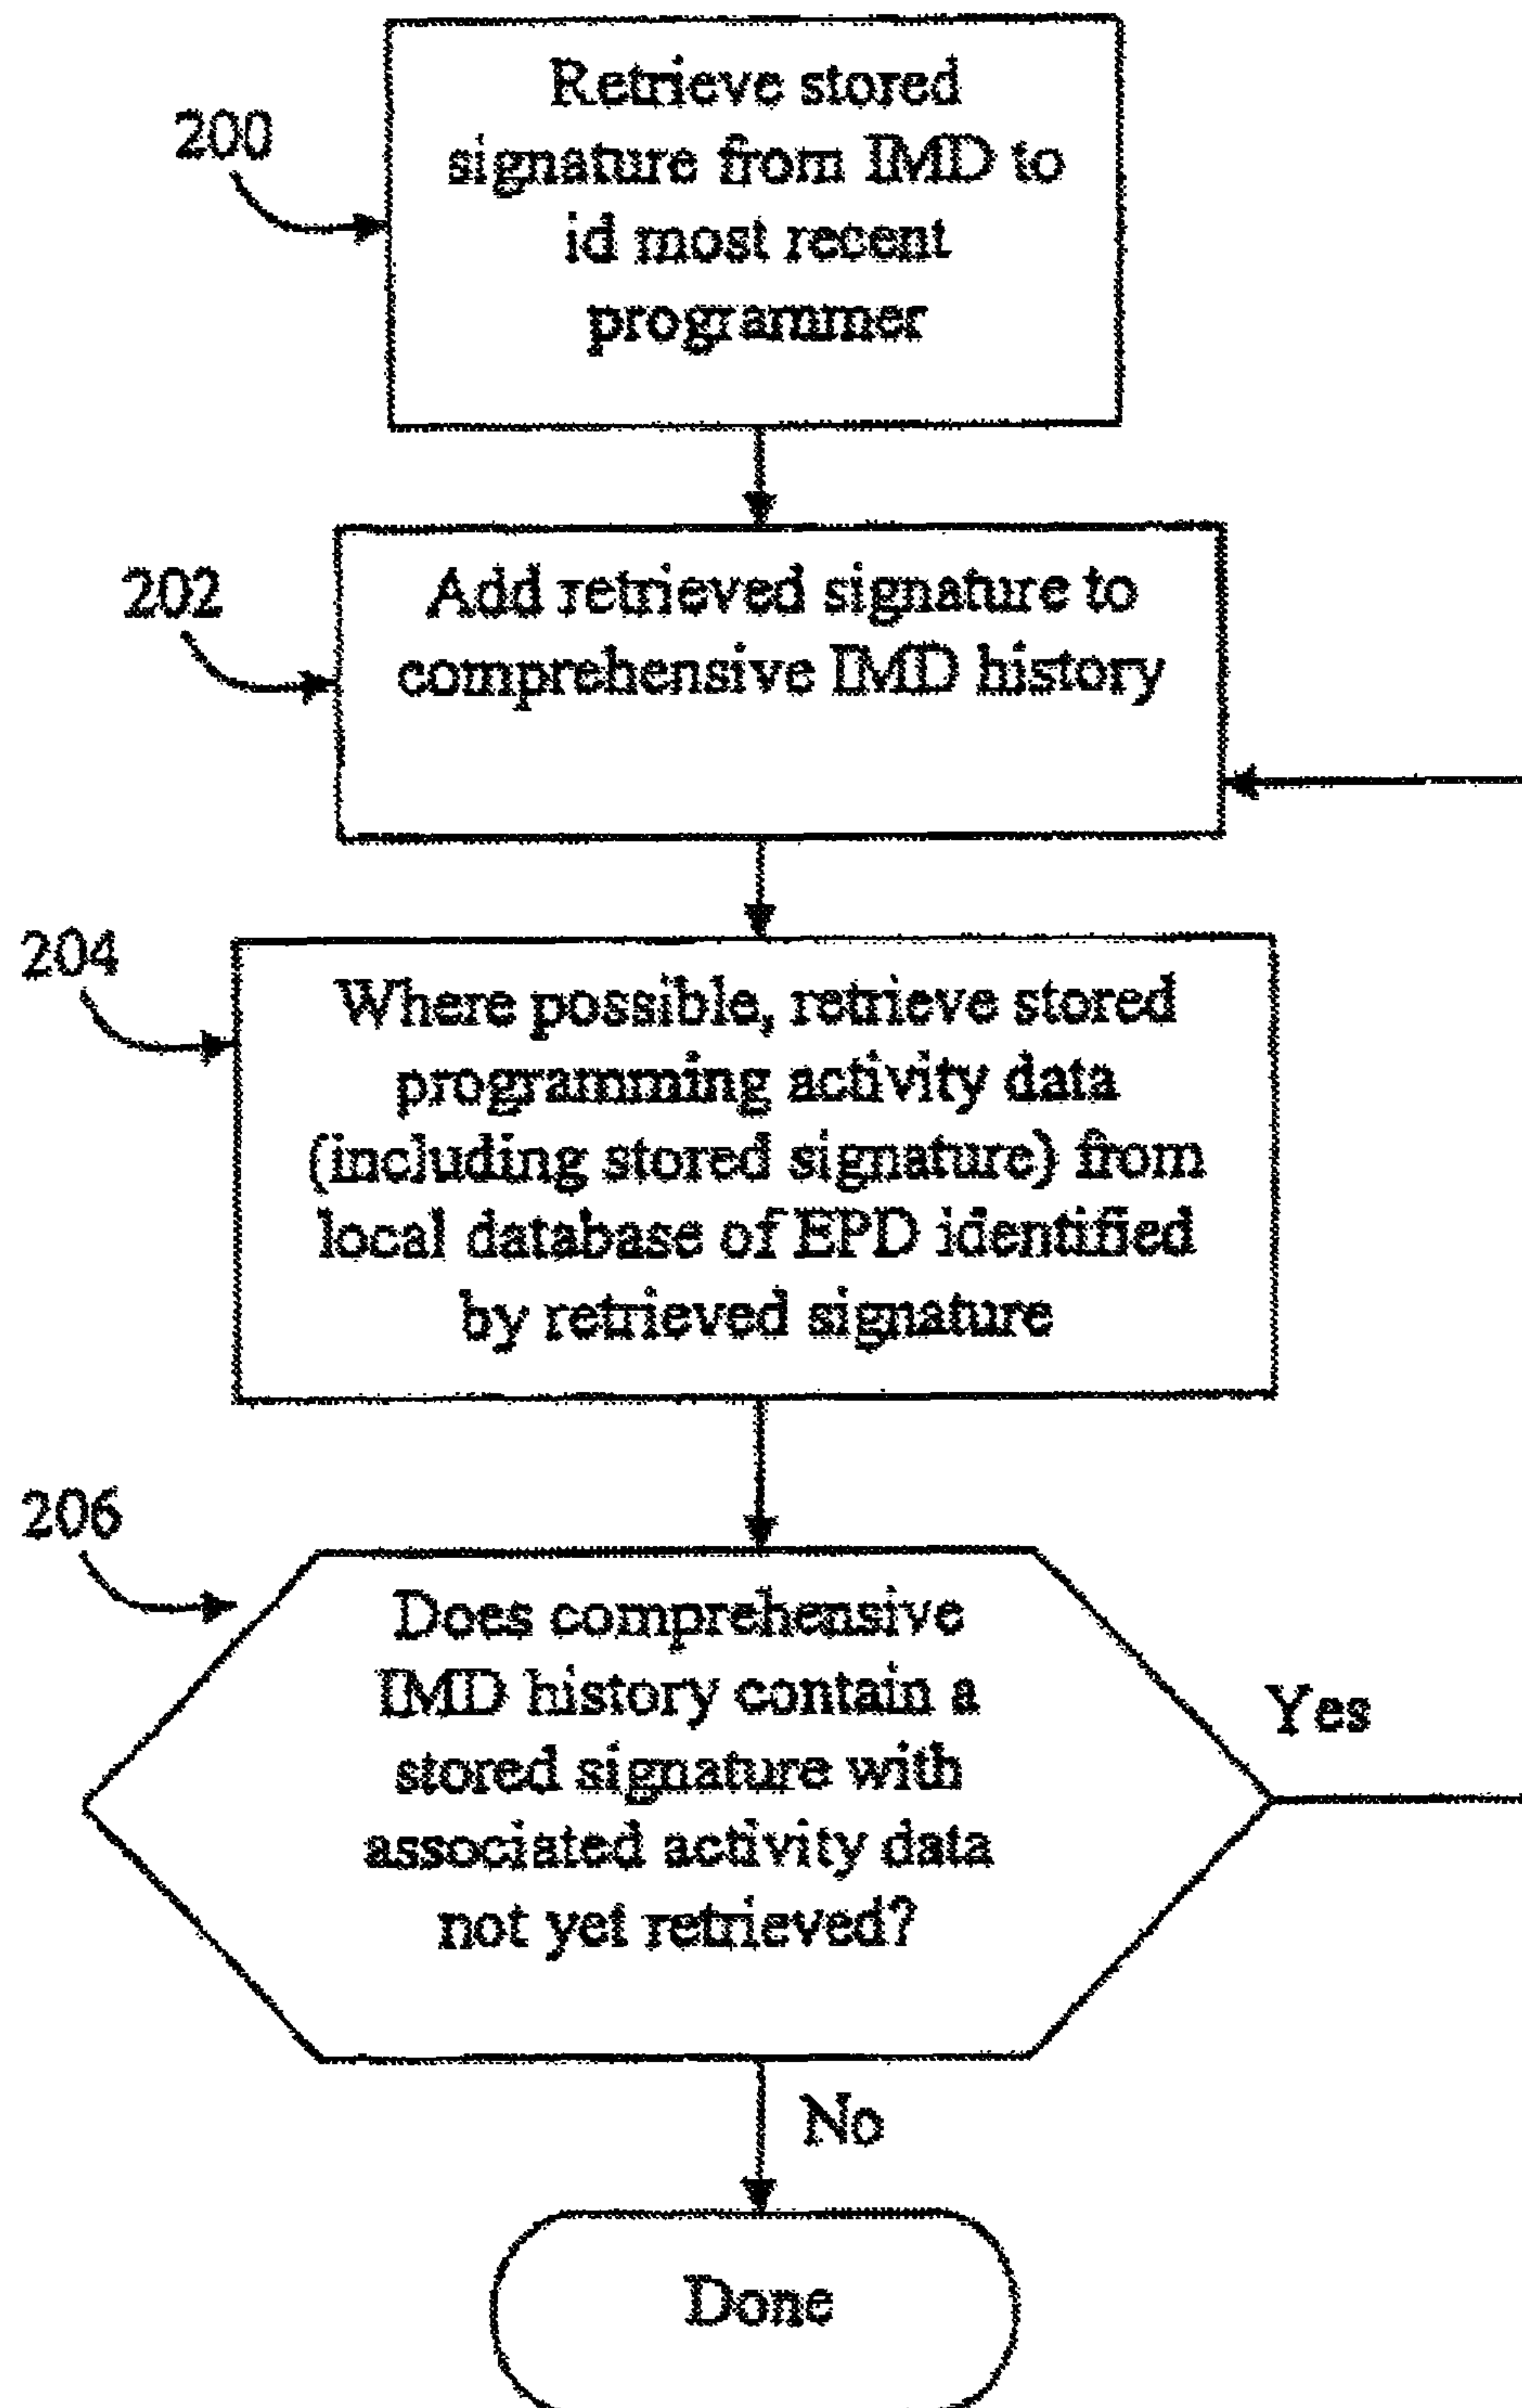 200
Retrieve stored
signature from IMD to
id most recent
programmer
202
Add retrieved signature to
comprehensive IMD history
204
Where possible, retrieve stored
programming activity data
(including stored signature) from
local database of EPD identified
by retrieved signature
206
Does comprehensive
IMD history contain a
stored signature with
associated activity data
not yet retrieved?
Yes
No
Done